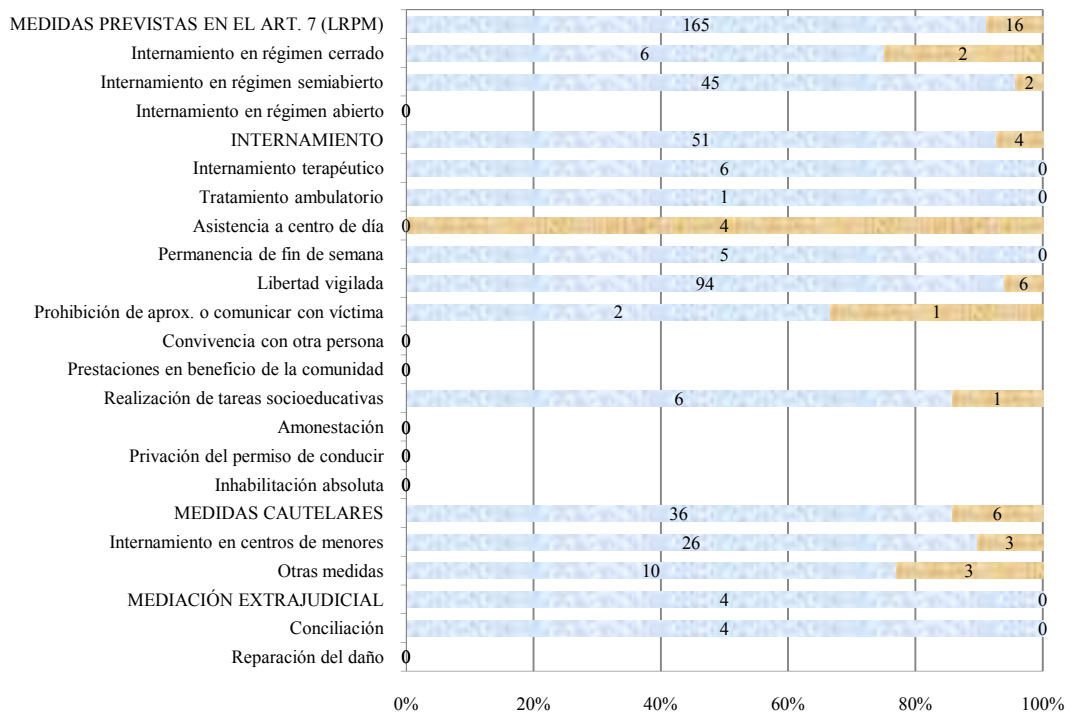 MEDIDAS PREVISTAS EN EL ART. 7 (LRPM) 165 16
Internamiento en régimen cerrado 6 2
Internamiento en régimen semiabierto 45 2
Internamiento en régimen abierto 0
INTERNAMIENTO 51 4
Internamiento terapéutico 6 0
Tratamiento ambulatorio 1 0
Asistencia a centro de día 0 4
Permanencia de fin de semana 5 0
Libertad vigilada 94 6
Prohibición de aprox. o comunicar con víctima 2 1
Convivencia con otra persona 0
Prestaciones en beneficio de la comunidad 0
Realización de tareas socioeducativas 6 1
Amonestación 0
Privación del permiso de conducir 0
Inhabilitación absoluta 0
MEDIDAS CAUTELARES 36 6
Internamiento en centros de menores 26 3
Otras medidas 10 3
MEDIACIÓN EXTRAJUDICIAL 4 0
Conciliación 4 0
Reparación del daño 0
0% 20% 40% 60% 80% 100%